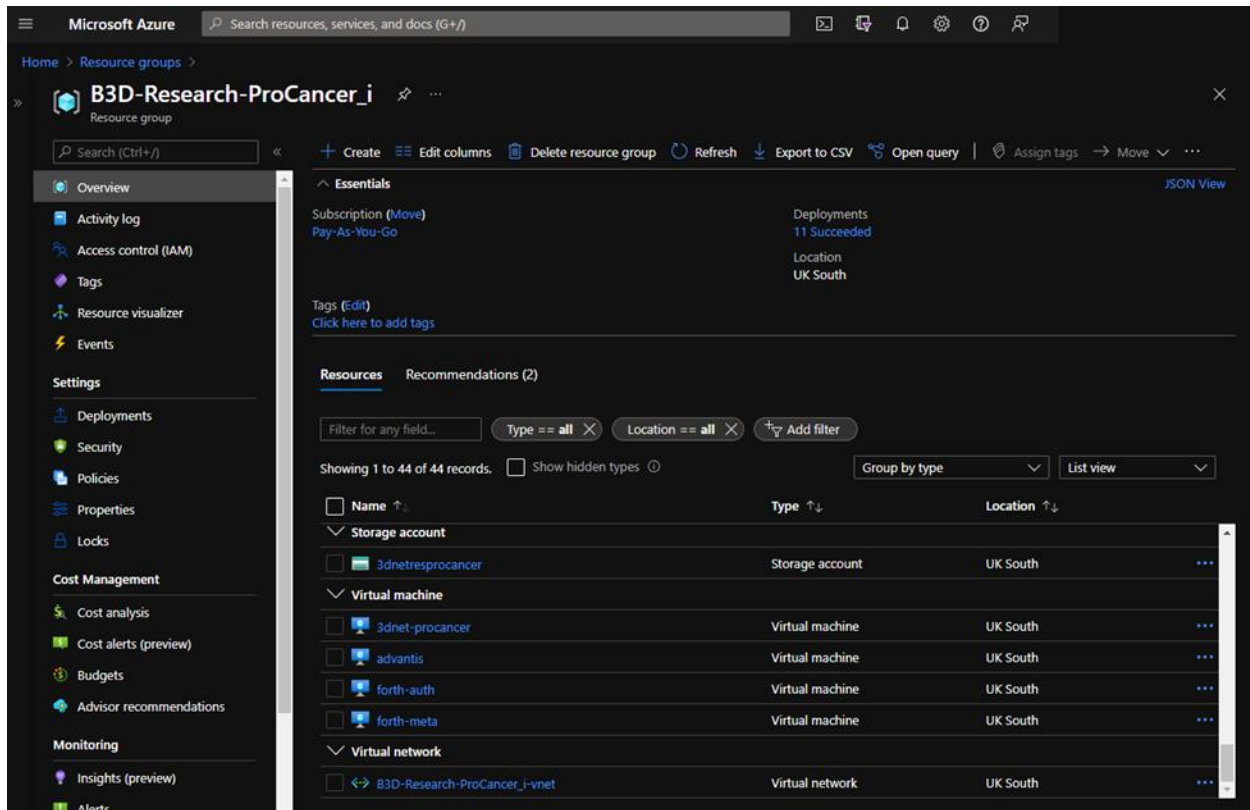 Microsoft Azure
Search resources, services, and docs (G+/)
Home > Resource groups >
B3D-Research-ProCancer_i
Resource group
Search (Ctrl+/)
Overview
Activity log
Access control (IAM)
Tags
Resource visualizer
Events
Settings
Deployments
Security
Policies
Properties
Locks
Cost Management
Cost analysis
Cost alerts (preview)
Budgets
Advisor recommendations
Monitoring
Insights (preview)
Alerts
Create Edit columns Delete resource group Refresh Export to CSV Open query Assign tags Move
Essentials
JSON View
Subscription (Move)
Pay-As-You-Go
Deployments
11 Succeeded
Location
UK South
Tags (Edit)
Click here to add tags
Resources Recommendations (2)
Filter for any field... Type == all Location == all Add filter
Showing 1 to 44 of 44 records. Show hidden types Group by type List view
Name Type Location
Storage account
3dnetresprocancer Storage account UK South
Virtual machine
3dnet-procancer Virtual machine UK South
advantis Virtual machine UK South
forth-auth Virtual machine UK South
forth-meta Virtual machine UK South
Virtual network
B3D-Research-ProCancer_i-vnet Virtual network UK South